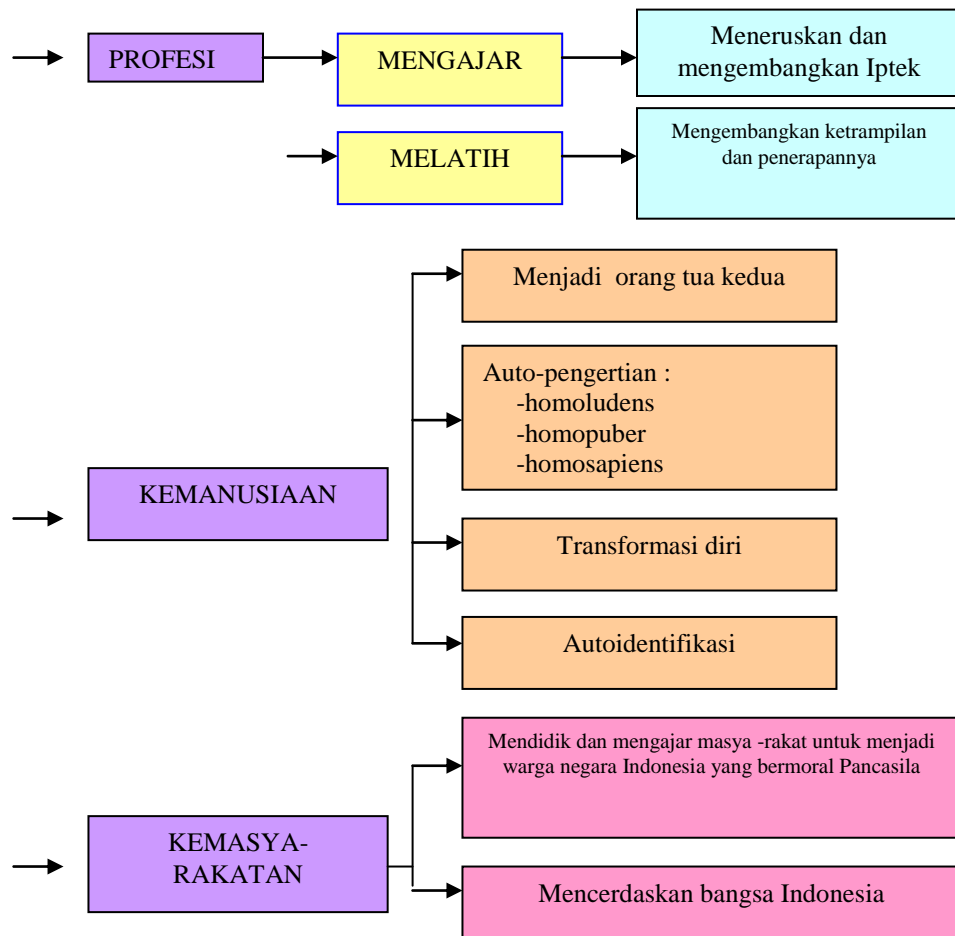 PROFESI
MENGAJAR
Meneruskan dan
mengembangkan Iptek
MELATIH
Mengembangkan ketrampilan
dan penerapannya
Menjadi orang tua kedua
Auto-pengertian :
-homoludens
-homopuber
-homosapiens
KEMANUSIAAN
Transformasi diri
Autoidentifikasi
Mendidik dan mengajar masya -rakat untuk menjadi
warga negara Indonesia yang bermoral Pancasila
KEMASYA-
RAKATAN
Mencerdaskan bangsa Indonesia